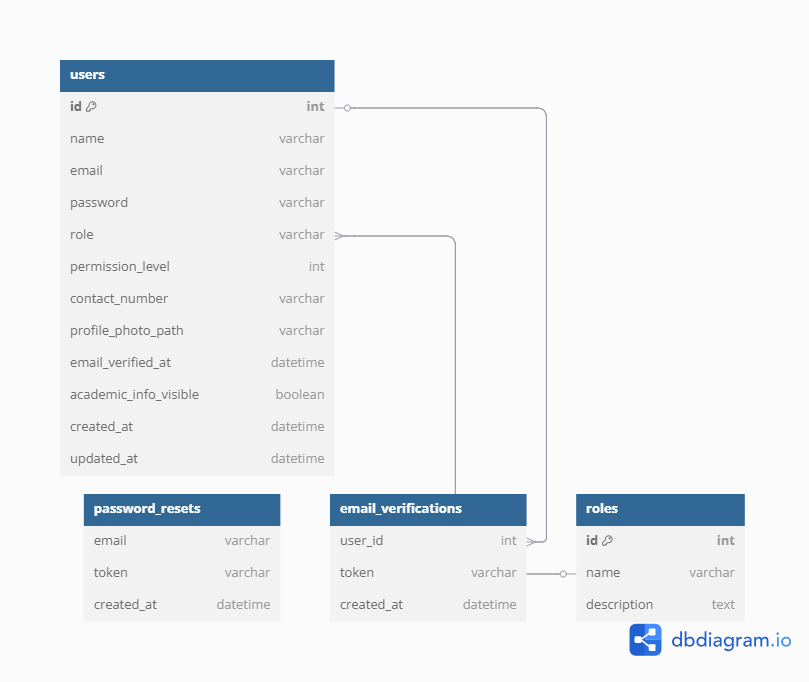 users
id int
name varchar
email varchar
password varchar
role varchar
permission_level int
contact_number varchar
profile_photo_path varchar
email_verified_at datetime
academic_info_visible boolean
created_at datetime
updated_at datetime
password_resets
email varchar
token varchar
created_at datetime
email_verifications
user_id int
token varchar
created_at datetime
roles
id int
name varchar
description text
dbdiagram.io